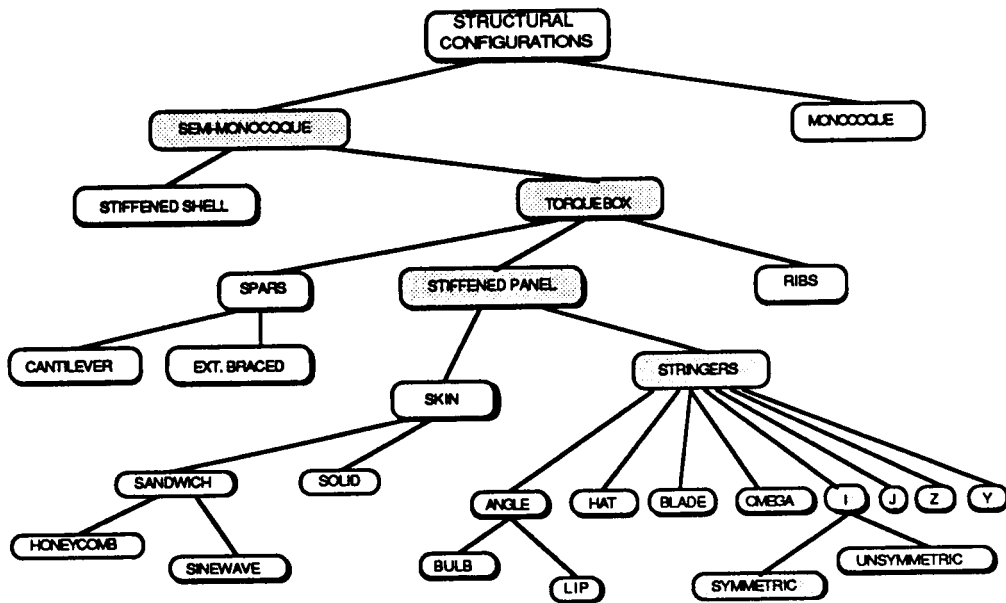 STRUCTURAL
CONFIGURATIONS
SEMI-MONOCOQUE
MONOCOQUE
STIFFENED SHELL
TORQUE BOX
SPARS
STIFFENED PANEL
RIBS
CANTILEVER
EXT. BRACED
STRINGERS
SKIN
SANDWICH
SOLID
ANGLE
HAT
BLADE
OMEGA
I
J
Z
Y
HONEYCOMB
SINEWAVE
BULB
LIP
SYMMETRIC
UNSYMMETRIC